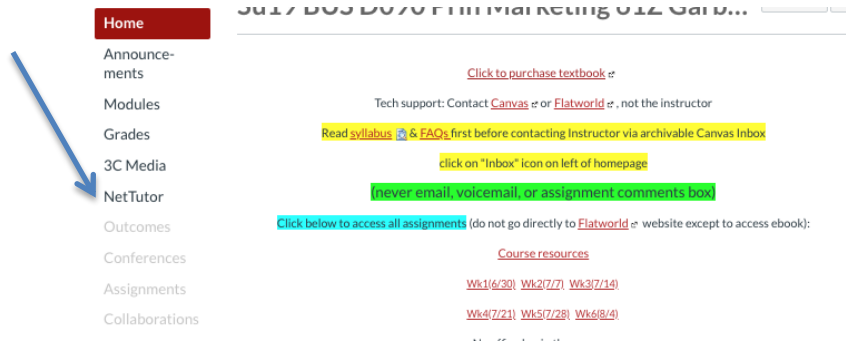 Home
Announce-
ments
Modules
Grades
3C Media
NetTutor
Outcomes
Conferences
Assignments
Collaborations
Su19 BUS D090 Prin Marketing 61Z Garb...
Click to purchase textbook
Tech support: Contact Canvas or Flatworld , not the instructor
Read syllabus & FAQs first before contacting Instructor via archivable Canvas Inbox
click on "Inbox" icon on left of homepage
(never email, voicemail, or assignment comments box)
Click below to access all assignments (do not go directly to Flatworld website except to access ebook):
Course resources
Wk1(6/30) Wk2(7/7) Wk3(7/14)
Wk4(7/21) Wk5(7/28) Wk6(8/4)